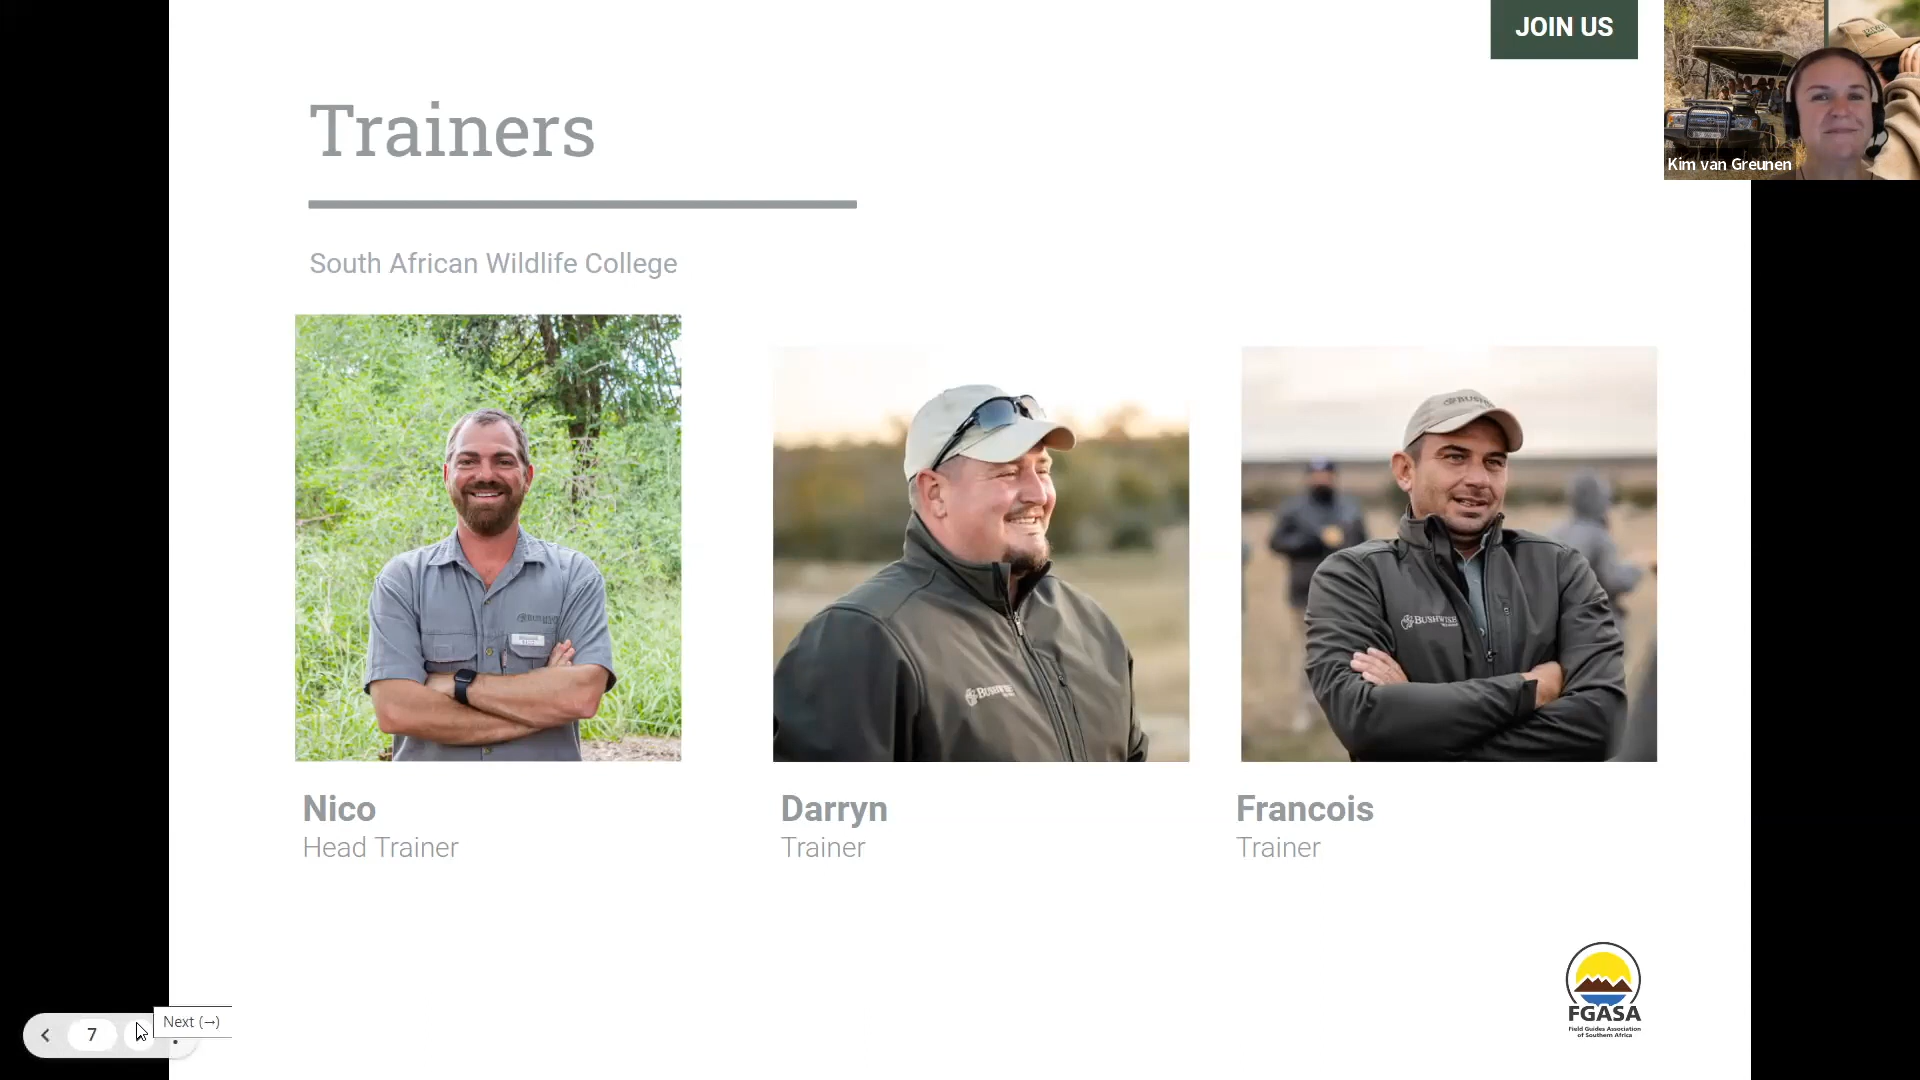 JOIN US
Kim van Greunen
Trainers
South African Wildlife College
BUSHWISE
Nico
Head Trainer
Darryn
Trainer
Francois
Trainer
FGASA
Field Guides Association
of Southern Africa
7
Next (→)